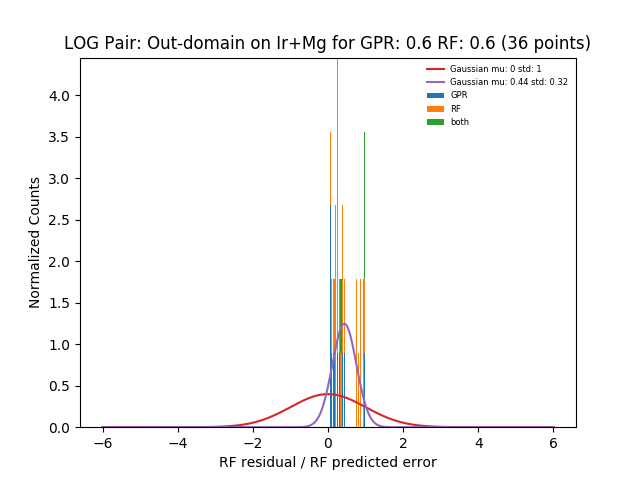 LOG Pair: Out-domain on Ir+Mg for GPR: 0.6 RF: 0.6 (36 points)
Gaussian mu: 0 std: 1
Gaussian mu: 0.44 std: 0.32
GPR
RF
both
Normalized Counts
4.0
3.5
3.0
2.5
2.0
1.5
1.0
0.5
0.0
−6
−4
−2
0
2
4
6
RF residual / RF predicted error